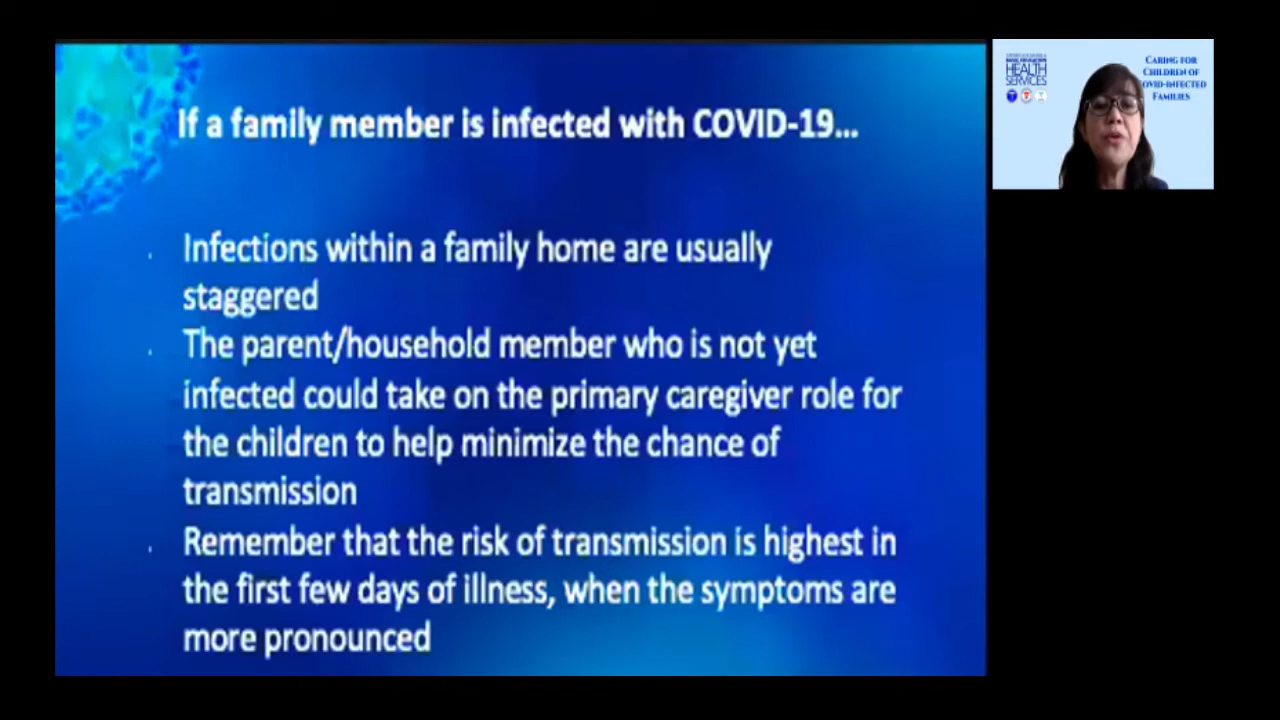 If a family member is infected with COVID-19...
Infections within a family home are usually
staggered
The parent/household member who is not yet
infected could take on the primary caregiver role for
the children to help minimize the chance of
transmission
Remember that the risk of transmission is highest in
the first few days of illness, when the symptoms are
more pronounced
HEALTH
SERVICES
CARING FOR
CHILDREN OF
OVID-INFECTED
FAMILIES